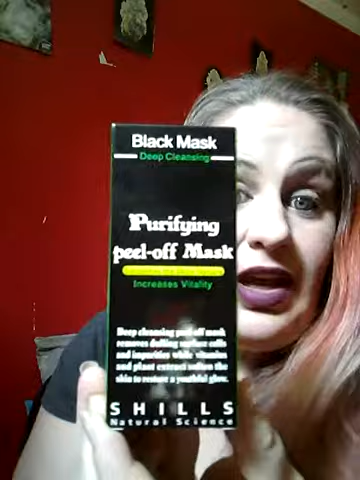 Black Mask
Deep Cleansing
Purifying
peel-off Mask
Increases Vitality
Deep cleansing peel-off mask
removes dulling surface cells
and impurities while vitamins
and plant extract soften the
skin to restore a youthful glow.
SHILLS
Natural Science